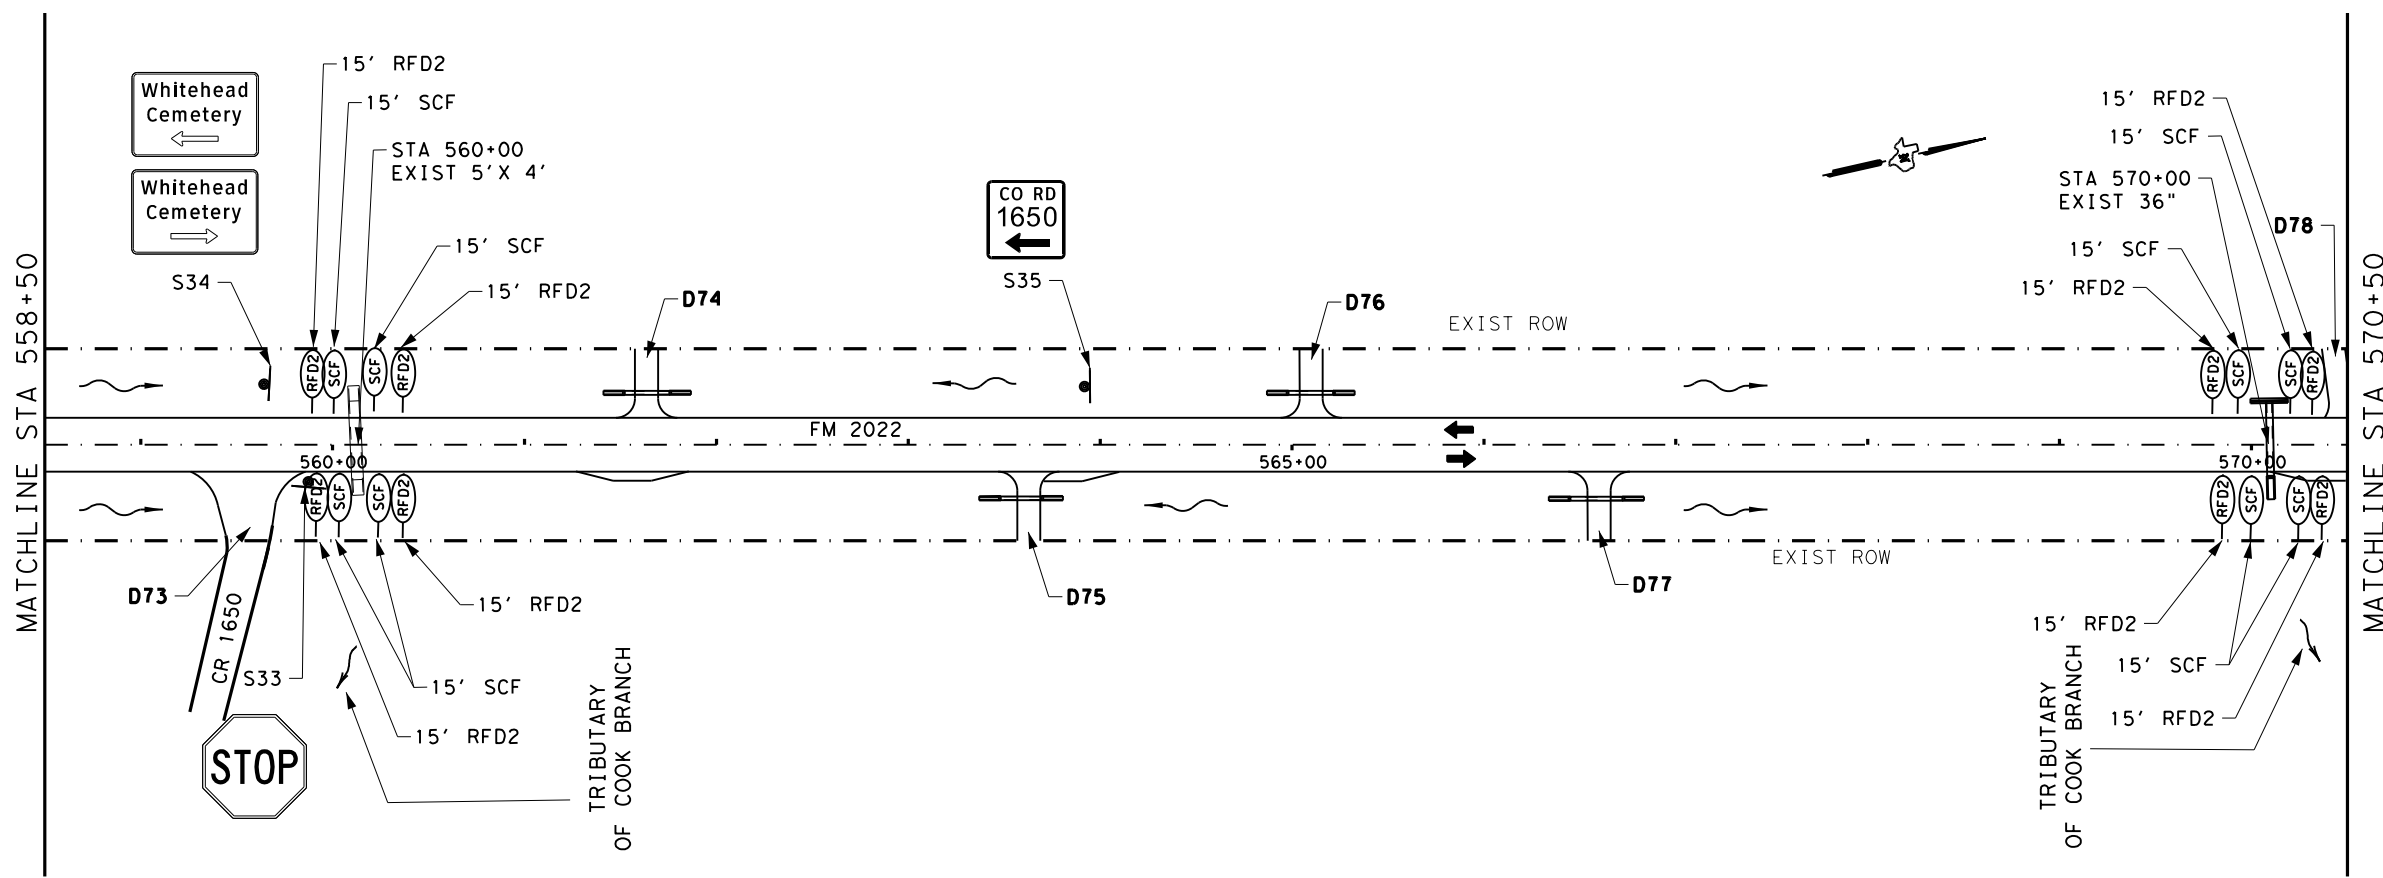 MATCHLINE STA 558+50
Whitehead
Cemetery
Whitehead
Cemetery
S34
15' RFD2
15' SCF
STA 560+00
EXIST 5'X 4'
15' SCF
15' RFD2
D74
CO RD
1650
S35
D76
EXIST ROW
15' RFD2
15' SCF
STA 570+00
EXIST 36"
D78
15' SCF
15' RFD2
RFD2
SCF
SCF
RFD2
RFD2
SCF
SCF
RFD2
FM 2022
560+00
565+00
570+00
RFD2
SCF
SCF
RFD2
RFD2
SCF
SCF
RFD2
EXIST ROW
D73
CR 1650
S33
STOP
15' RFD2
15' SCF
15' RFD2
TRIBUTARY
OF COOK BRANCH
D75
D77
15' RFD2
15' SCF
15' RFD2
TRIBUTARY
OF COOK BRANCH
MATCHLINE STA 570+50